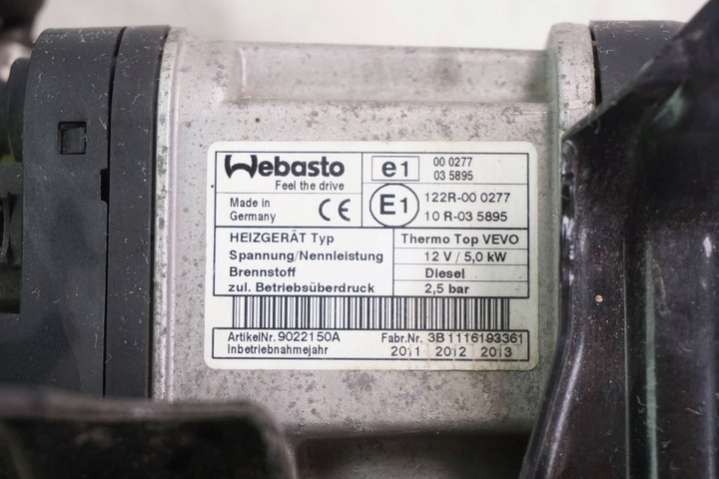 Webasto
Feel the drive
e1
00 0277
03 5895
Made in
Germany
CE
E1
122R-00 0277
10 R-03 5895
HEIZGERÄT Typ Thermo Top VEVO
Spannung/Nennleistung 12 V / 5,0 kW
Brennstoff Diesel
zul. Betriebsüberdruck 2,5 bar
ArtikelNr. 9022150A Fabr.Nr. 3B 1116193361
Inbetriebnahmejahr 2011 2012 2013